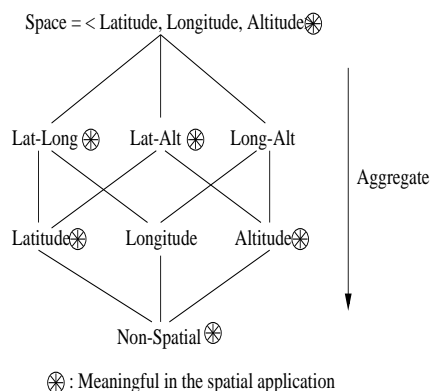 Space = < Latitude, Longitude, Altitude
Lat-Long Lat-Alt Long-Alt
Aggregate
Latitude Longitude Altitude
Non-Spatial
: Meaningful in the spatial application